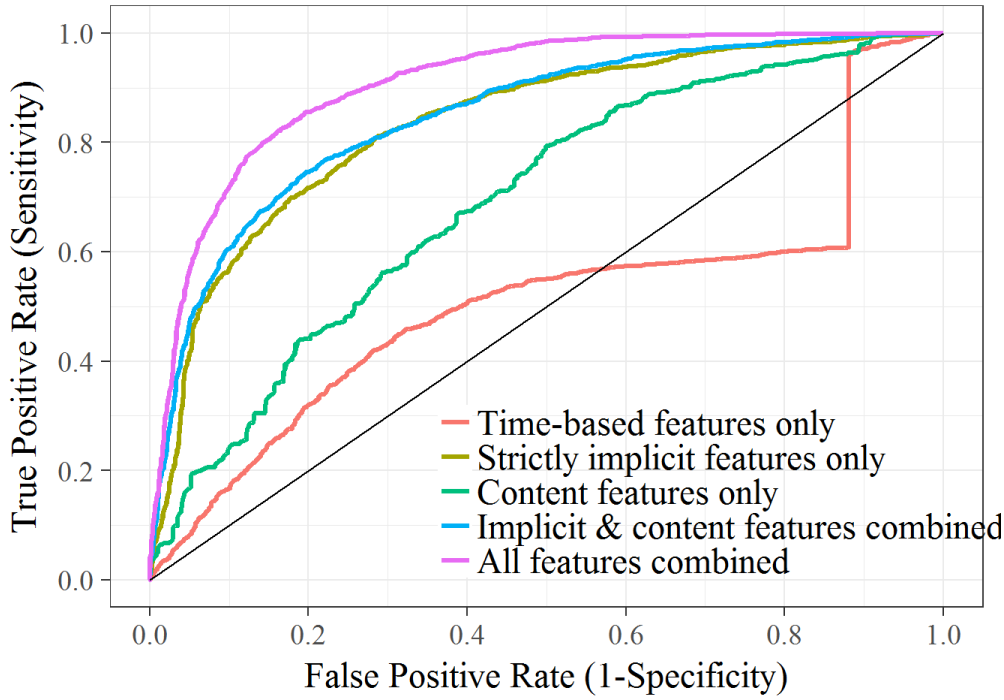 1.0
0.8
0.6
0.4
0.2
0.0
True Positive Rate (Sensitivity)
Time-based features only
Strictly implicit features only
Content features only
Implicit & content features combined
All features combined
0.0 0.2 0.4 0.6 0.8 1.0
False Positive Rate (1-Specificity)